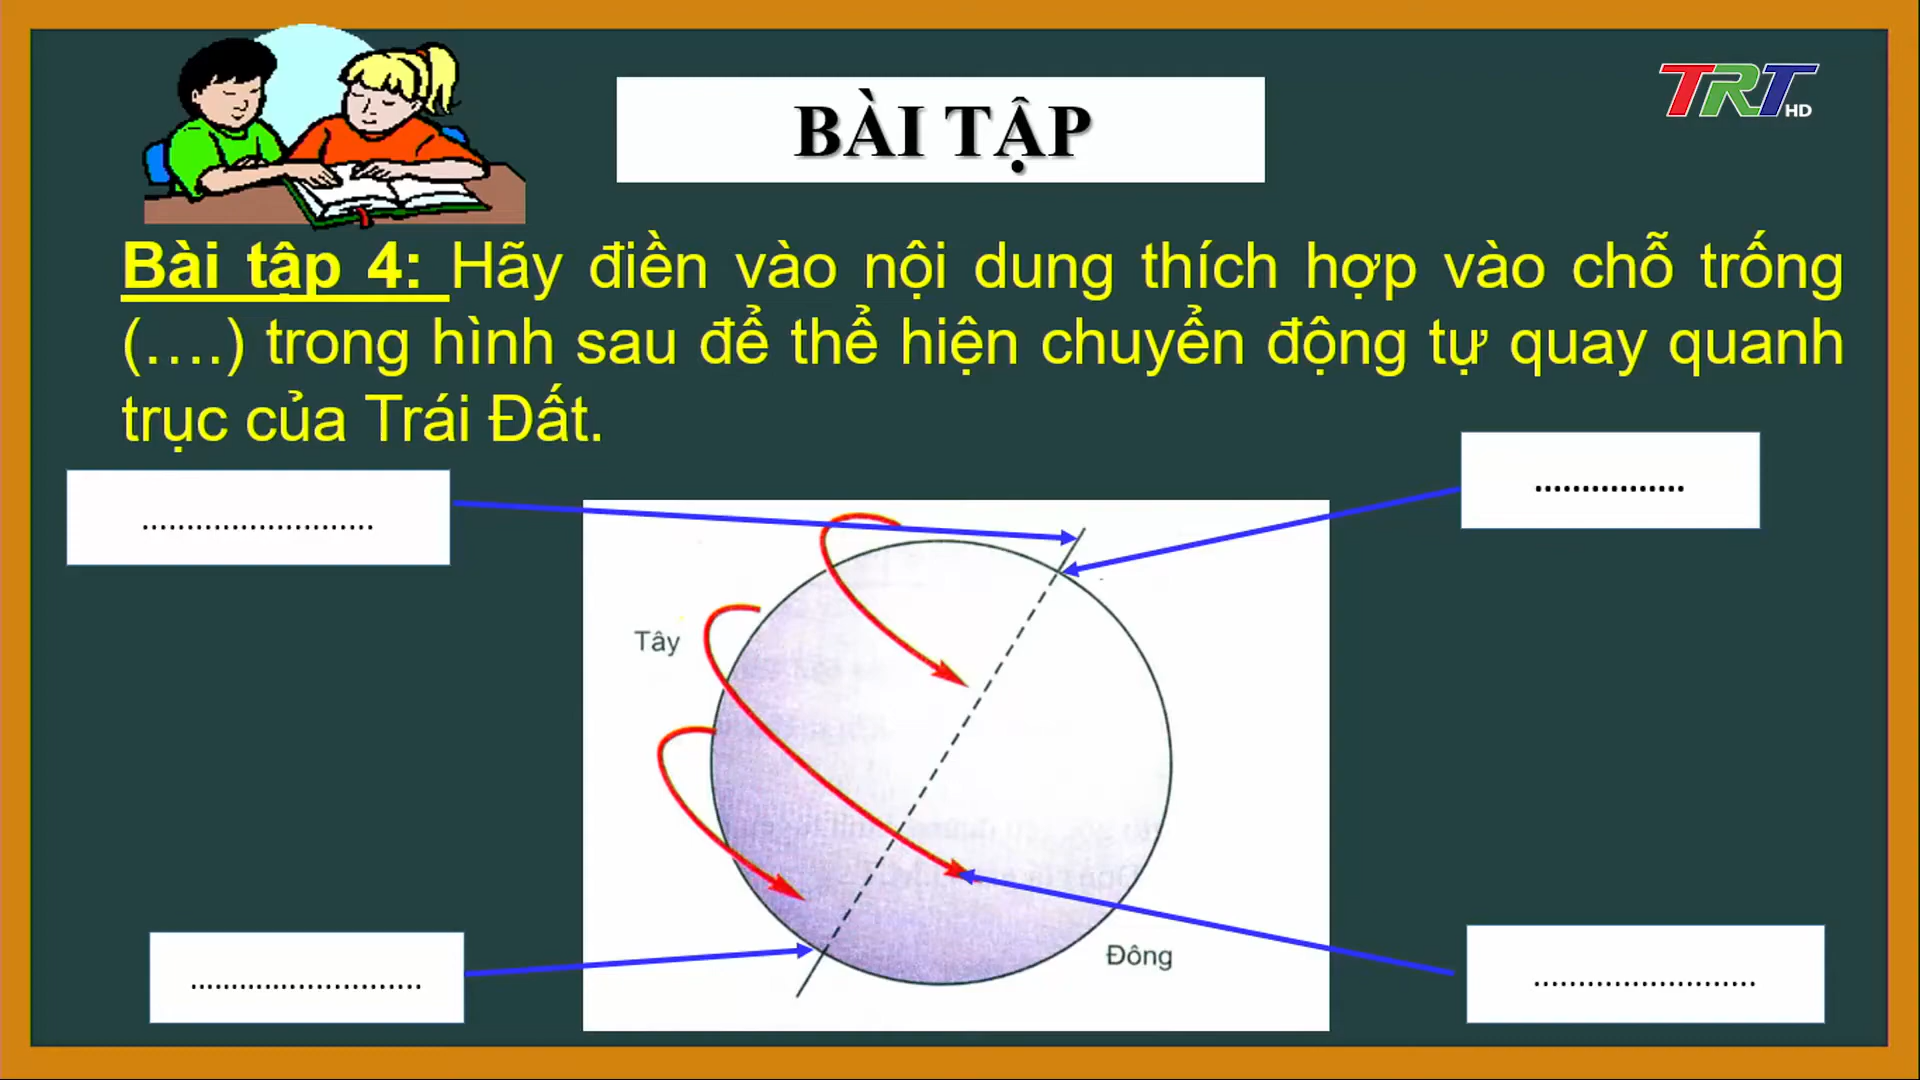 TRT HD
BÀI TẬP
Bài tập 4: Hãy điền vào nội dung thích hợp vào chỗ trống
(....) trong hình sau để thể hiện chuyển động tự quay quanh
trục của Trái Đất.
................
..........................
Tây
Đông
..........................
.........................